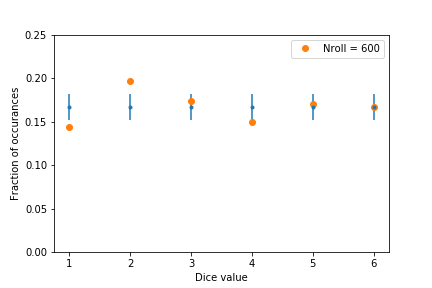 0.25
0.20
0.15
0.10
0.05
0.00
Fraction of occurances
Nroll = 600
1 2 3 4 5 6
Dice value